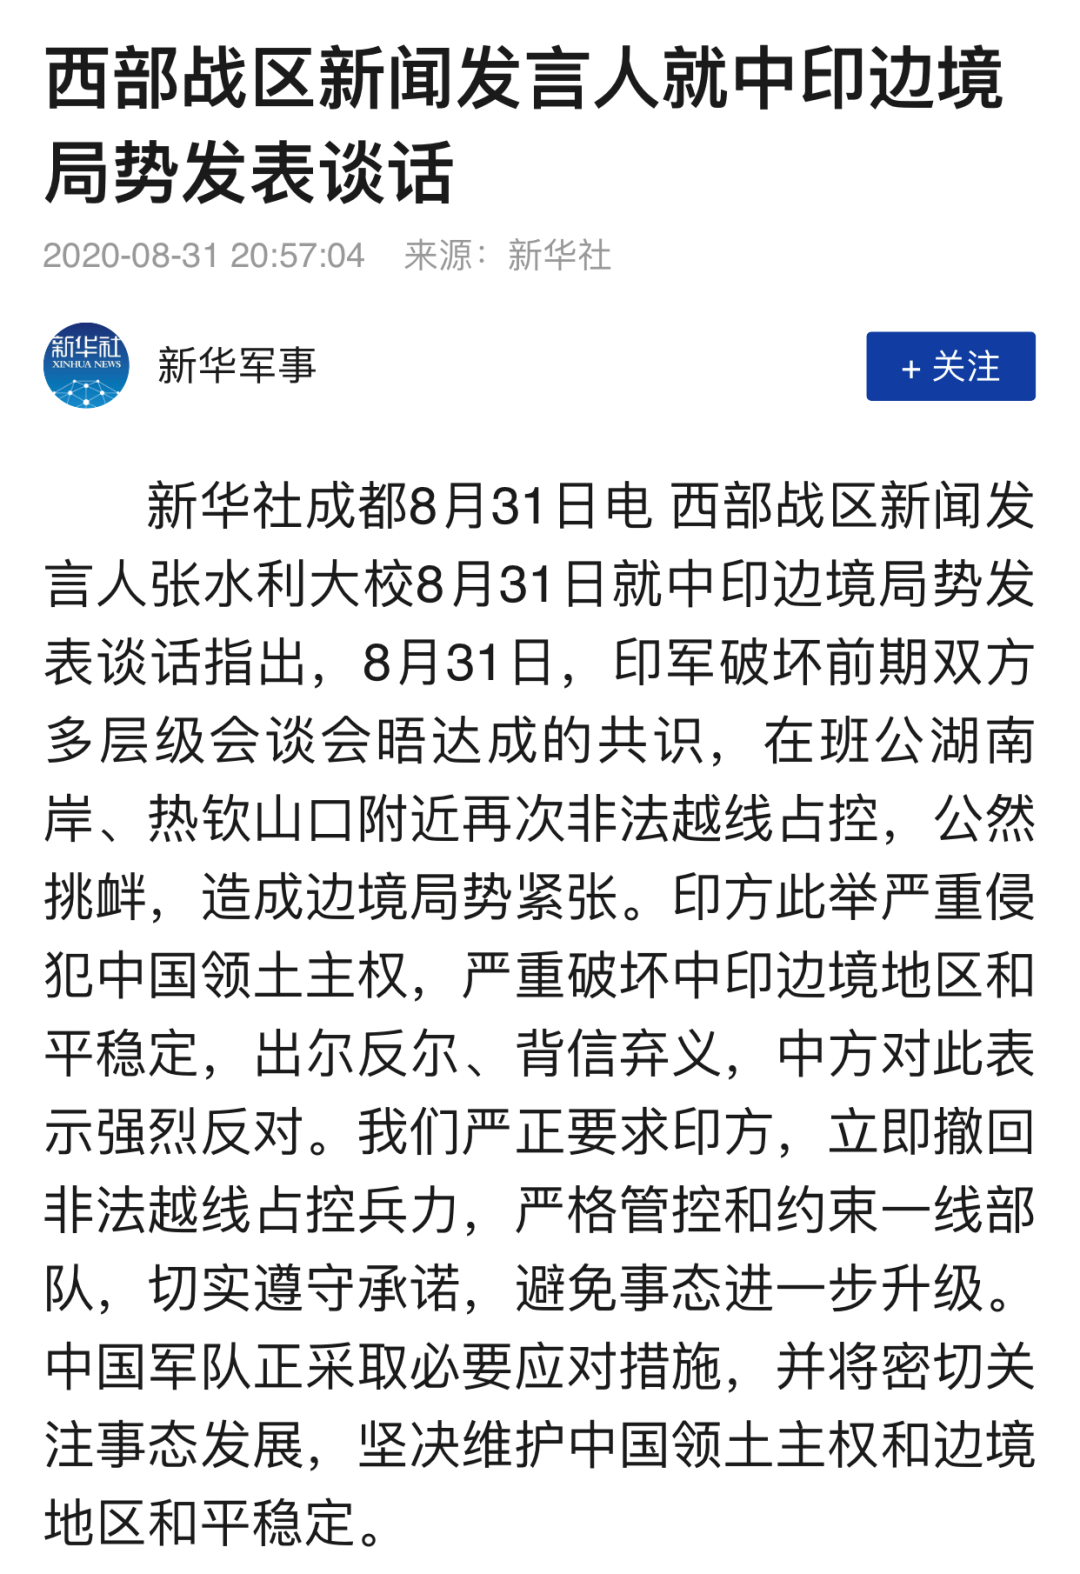 西部战区新闻发言人就中印边境
局势发表谈话
2020-08-31 20:57:04 来源：新华社
新华社
XINHUA NEWS
新华军事
+ 关注
新华社成都8月31日电 西部战区新闻发
言人张水利大校8月31日就中印边境局势发
表谈话指出，8月31日，印军破坏前期双方
多层级会谈会晤达成的共识，在班公湖南
岸、热钦山口附近再次非法越线占控，公然
挑衅，造成边境局势紧张。印方此举严重侵
犯中国领土主权，严重破坏中印边境地区和
平稳定，出尔反尔、背信弃义，中方对此表
示强烈反对。我们严正要求印方，立即撤回
非法越线占控兵力，严格管控和约束一线部
队，切实遵守承诺，避免事态进一步升级。
中国军队正采取必要应对措施，并将密切关
注事态发展，坚决维护中国领土主权和边境
地区和平稳定。